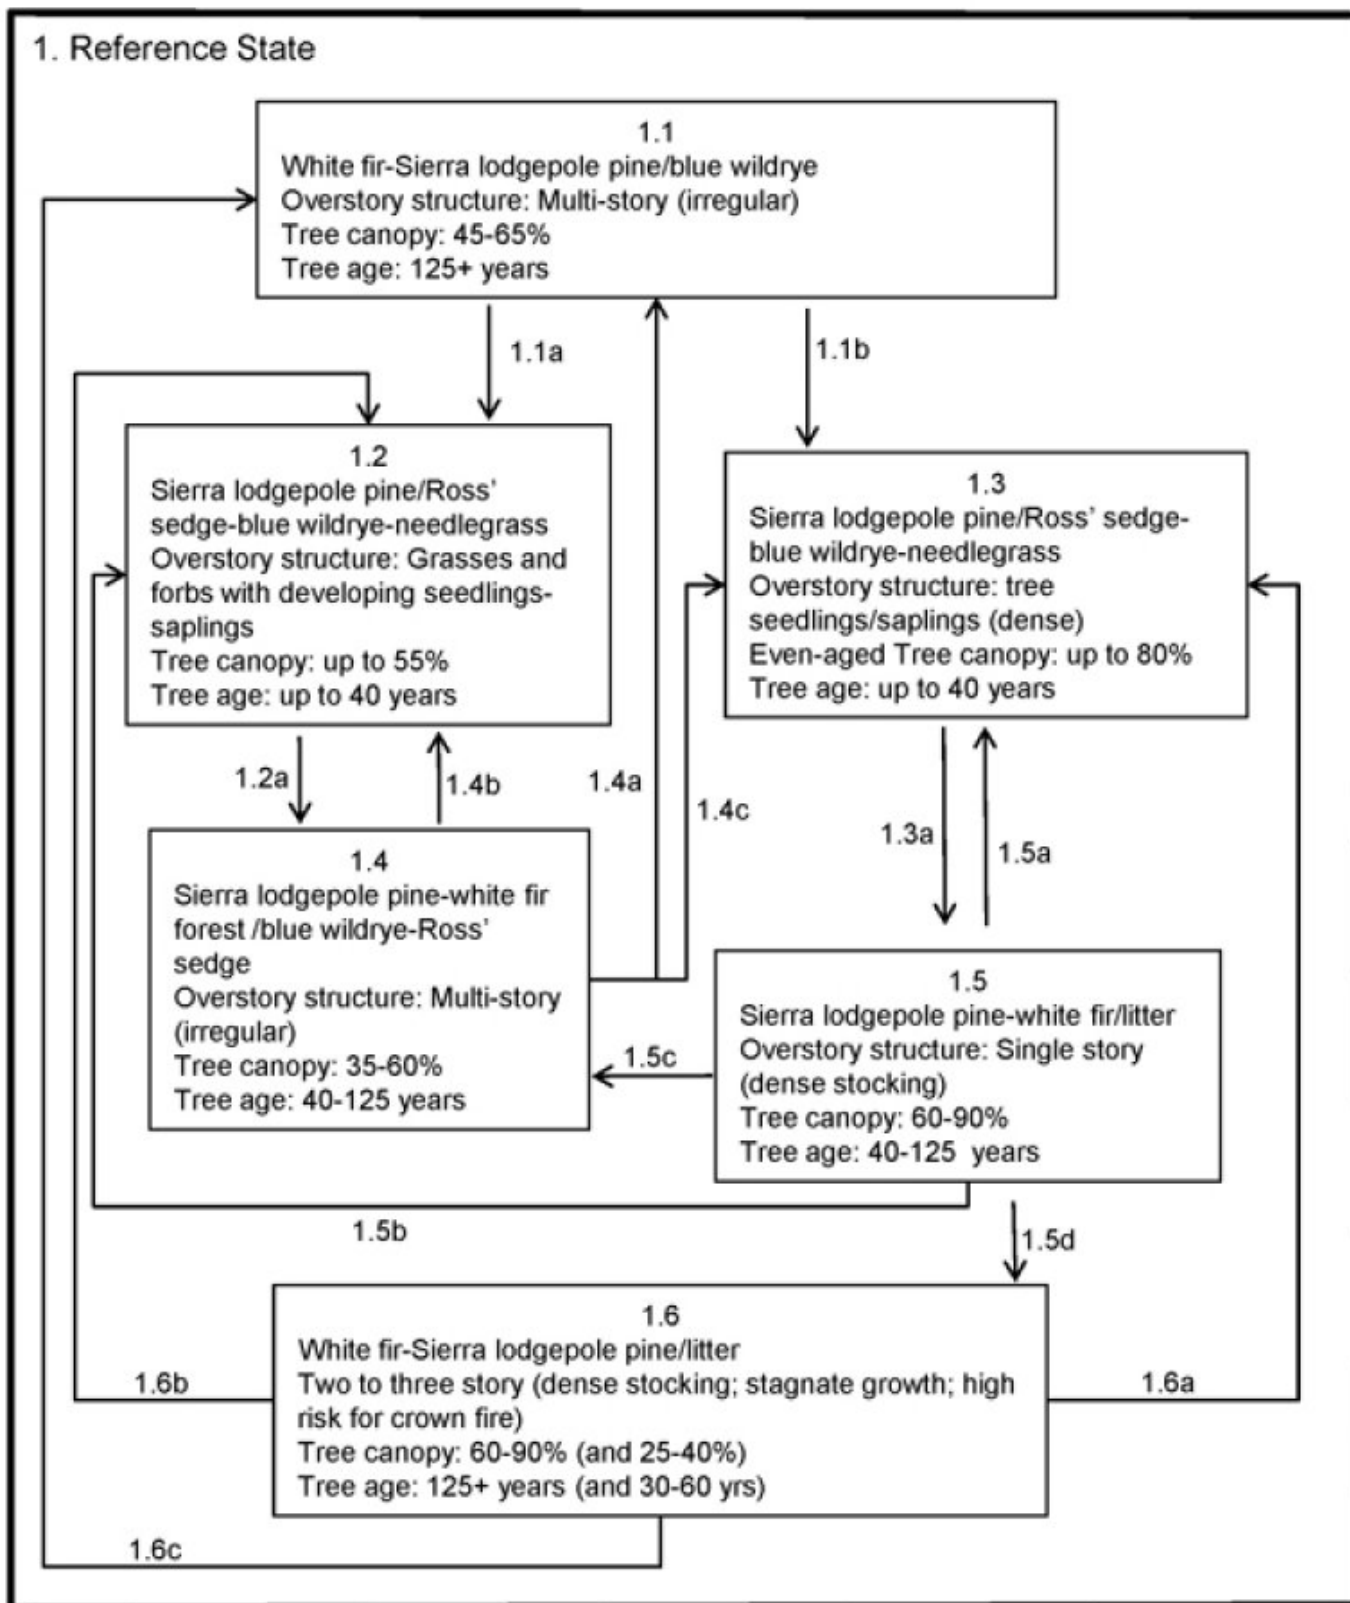 1. Reference State
1.1
White fir-Sierra lodgepole pine/blue wildrye
Overstory structure: Multi-story (irregular)
Tree canopy: 45-65%
Tree age: 125+ years
1.1a
1.1b
1.2
Sierra lodgepole pine/Ross'
sedge-blue wildrye-needlegrass
Overstory structure: Grasses and
forbs with developing seedlings-
saplings
Tree canopy: up to 55%
Tree age: up to 40 years
1.3
Sierra lodgepole pine/Ross' sedge-
blue wildrye-needlegrass
Overstory structure: tree
seedlings/saplings (dense)
Even-aged Tree canopy: up to 80%
Tree age: up to 40 years
1.2a
1.4b
1.4a
1.4c
1.3a
1.5a
1.4
Sierra lodgepole pine-white fir
forest /blue wildrye-Ross'
sedge
Overstory structure: Multi-story
(irregular)
Tree canopy: 35-60%
Tree age: 40-125 years
1.5c
1.5
Sierra lodgepole pine-white fir/litter
Overstory structure: Single story
(dense stocking)
Tree canopy: 60-90%
Tree age: 40-125 years
1.5b
1.5d
1.6
White fir-Sierra lodgepole pine/litter
Two to three story (dense stocking; stagnate growth; high
risk for crown fire)
Tree canopy: 60-90% (and 25-40%)
Tree age: 125+ years (and 30-60 yrs)
1.6b
1.6a
1.6c